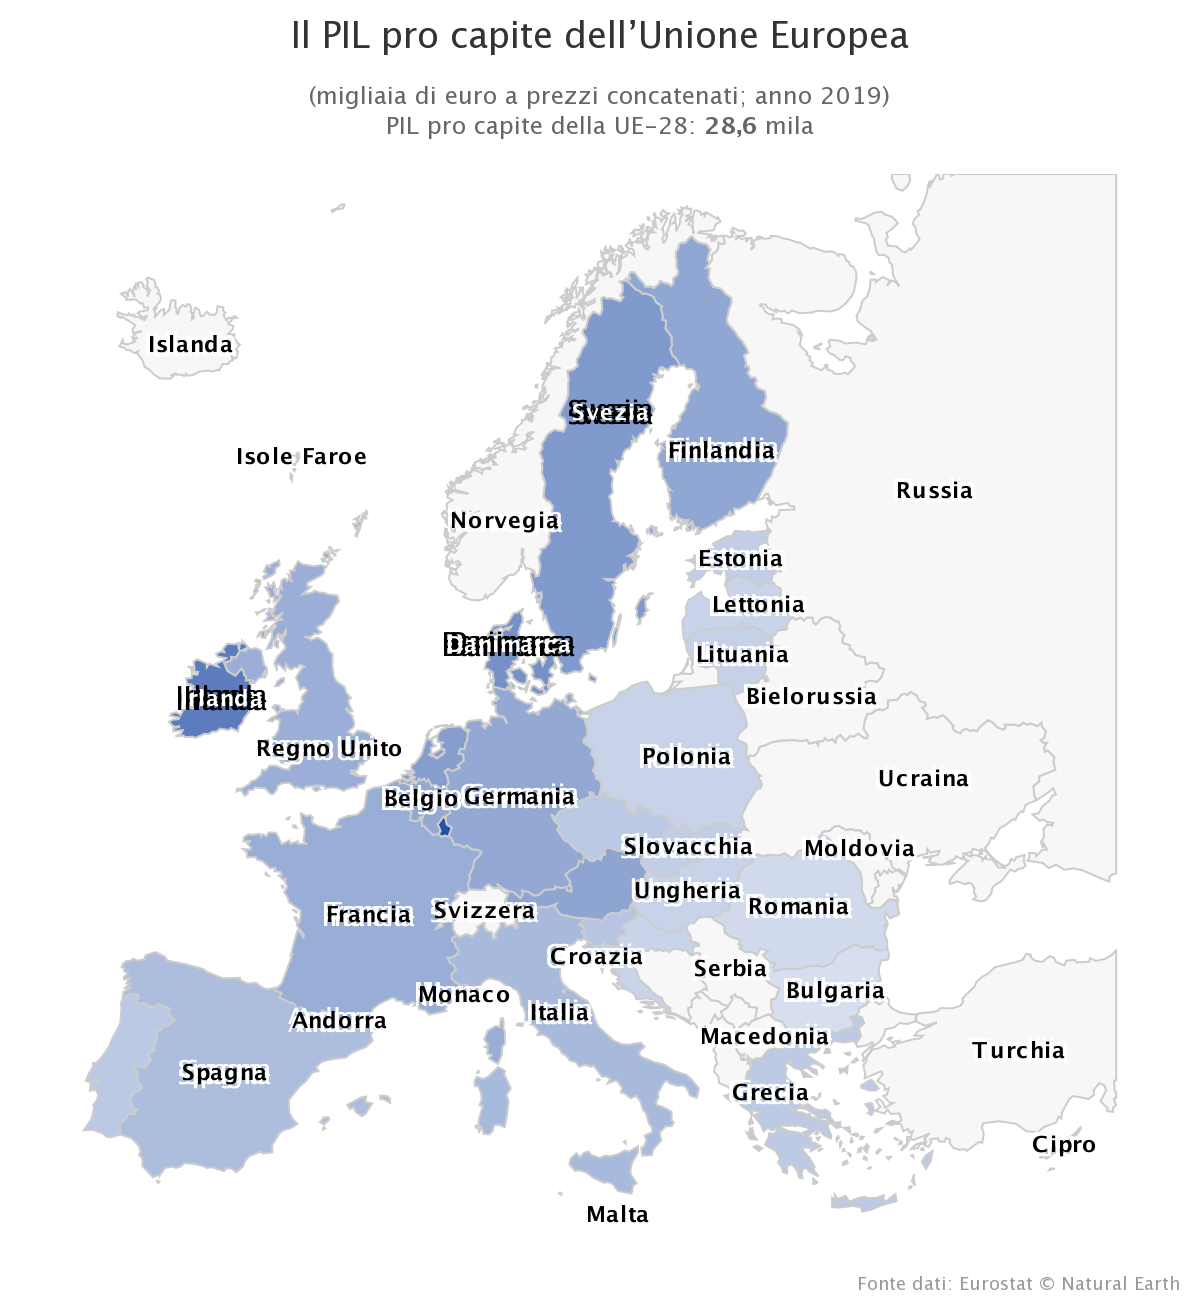 Il PIL pro capite dell’Unione Europea
(migliaia di euro a prezzi concatenati; anno 2019)
PIL pro capite della UE-28: 28,6 mila
Islanda
Svezia
Finlandia
Isole Faroe
Russia
Norvegia
Estonia
Lettonia
Danimarca
Lituania
Irlanda
Bielorussia
Regno Unito
Polonia
Ucraina
Belgio
Germania
Slovacchia
Moldovia
Ungheria
Romania
Francia
Svizzera
Croazia
Serbia
Bulgaria
Monaco
Italia
Andorra
Macedonia
Turchia
Spagna
Grecia
Cipro
Malta
Fonte dati: Eurostat © Natural Earth